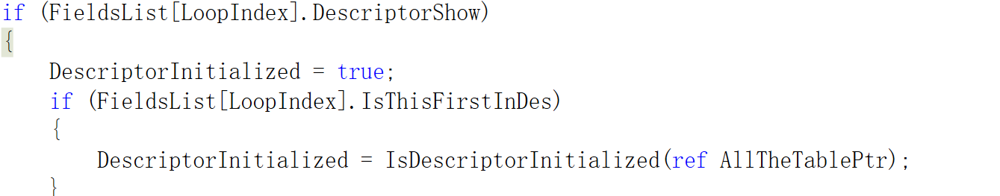 if (FieldsList[LoopIndex].DescriptorShow)
{
    DescriptorInitialized = true;
    if (FieldsList[LoopIndex].IsThisFirstInDes)
    {
        DescriptorInitialized = IsDescriptorInitialized(ref AllTheTablePtr);
    }